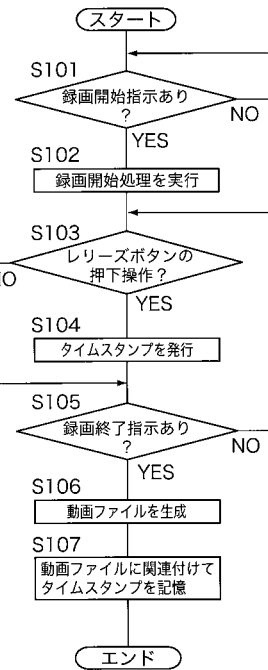 スタート
S101
録画開始指示あり
?
NO
YES
S102
録画開始処理を実行
S103
レリーズボタンの
押下操作?
NO
YES
S104
タイムスタンプを発行
S105
録画終了指示あり
?
NO
YES
S106
動画ファイルを生成
S107
動画ファイルに関連付けて
タイムスタンプを記憶
エンド